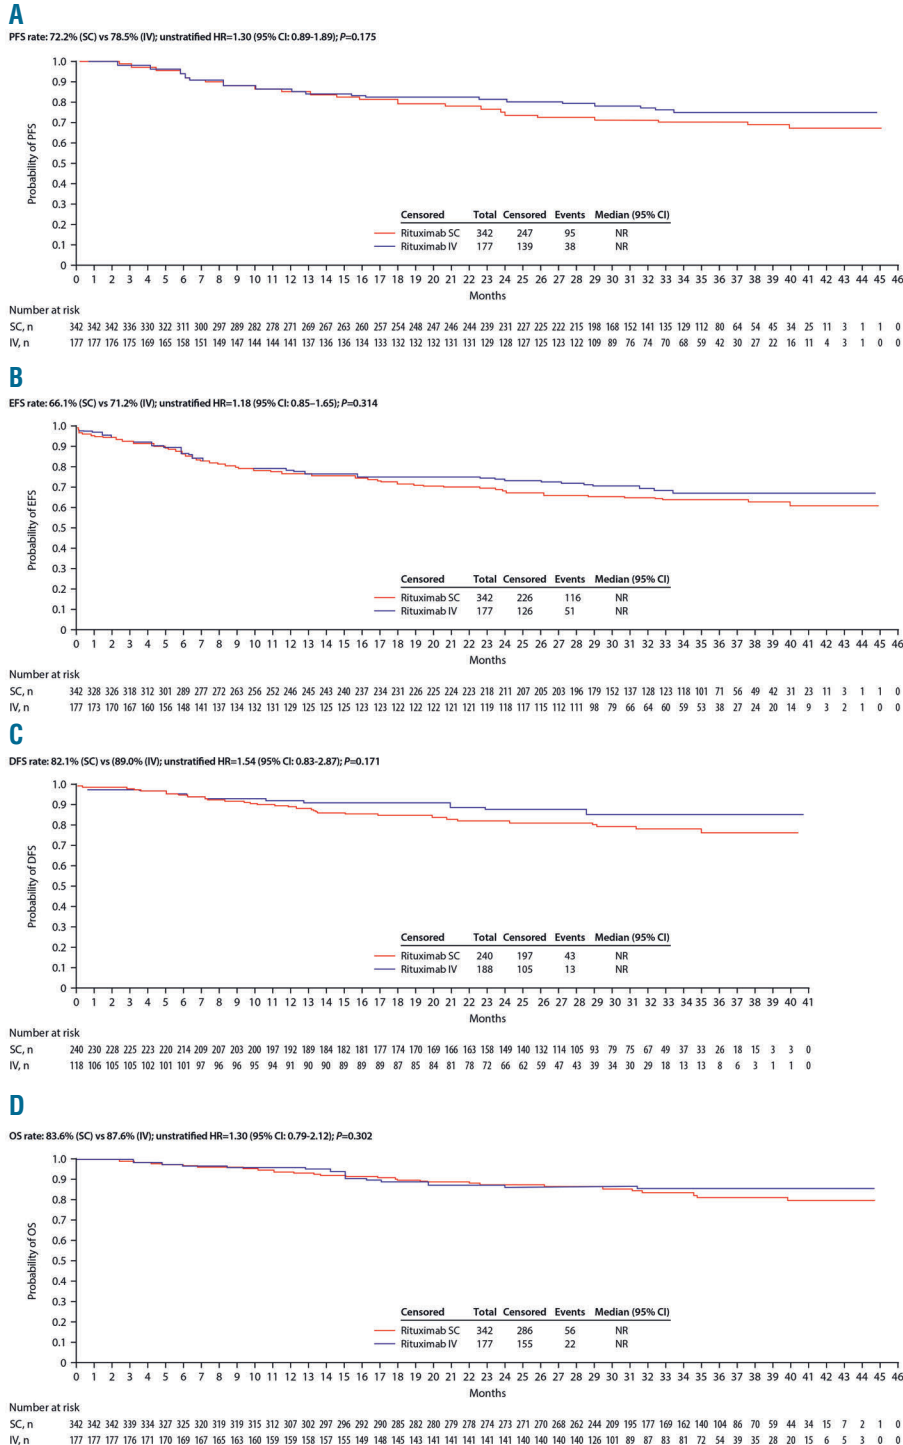 A
PFS rate: 72.2% (SC) vs 78.5% (IV); unstratified HR=1.30 (95% CI: 0.89-1.89); P=0.175
1.0
0.9
0.8
0.7
0.6
0.5
0.4
0.3
0.2
0.1
0
Probability of PFS
Censored Total Censored Events Median (95% CI)
Rituximab SC 342 247 95 NR
Rituximab IV 177 139 38 NR
0 1 2 3 4 5 6 7 8 9 10 11 12 13 14 15 16 17 18 19 20 21 22 23 24 25 26 27 28 29 30 31 32 33 34 35 36 37 38 39 40 41 42 43 44 45 46
Months
Number at risk
SC, n 342 342 342 336 330 322 311 300 297 289 282 278 271 269 267 263 260 257 254 248 247 246 244 239 231 227 225 222 215 198 168 152 141 135 129 112 80 64 54 45 34 25 11 3 1 1 0
IV, n 177 177 176 175 169 165 158 151 149 147 144 144 141 137 136 136 134 133 132 132 132 131 131 129 128 127 125 123 122 109 89 76 74 70 68 59 42 30 27 22 16 11 4 3 1 0 0
B
EFS rate: 66.1% (SC) vs 71.2% (IV); unstratified HR=1.18 (95% CI: 0.85–1.65); P=0.314
1.0
0.9
0.8
0.7
0.6
0.5
0.4
0.3
0.2
0.1
0
Probability of EFS
Censored Total Censored Events Median (95% CI)
Rituximab SC 342 226 116 NR
Rituximab IV 177 126 51 NR
0 1 2 3 4 5 6 7 8 9 10 11 12 13 14 15 16 17 18 19 20 21 22 23 24 25 26 27 28 29 30 31 32 33 34 35 36 37 38 39 40 41 42 43 44 45 46
Months
Number at risk
SC, n 342 328 326 318 312 301 289 277 272 263 256 252 246 245 243 240 237 234 231 226 225 224 223 218 211 207 205 203 196 179 152 137 128 123 118 101 71 56 49 42 31 23 11 3 1 1 0
IV, n 177 173 170 167 160 156 148 141 137 134 132 131 129 125 125 125 123 123 122 122 122 121 121 119 118 117 115 112 111 98 79 66 64 60 59 53 38 27 24 20 14 9 3 2 1 0 0
C
DFS rate: 82.1% (SC) vs (89.0% (IV); unstratified HR=1.54 (95% CI: 0.83-2.87); P=0.171
1.0
0.9
0.8
0.7
0.6
0.5
0.4
0.3
0.2
0.1
0
Probability of DFS
Censored Total Censored Events Median (95% CI)
Rituximab SC 240 197 43 NR
Rituximab IV 188 105 13 NR
0 1 2 3 4 5 6 7 8 9 10 11 12 13 14 15 16 17 18 19 20 21 22 23 24 25 26 27 28 29 30 31 32 33 34 35 36 37 38 39 40 41
Months
Number at risk
SC, n 240 230 228 225 223 220 214 209 207 203 200 197 192 189 184 182 181 177 174 170 169 166 163 158 149 140 132 114 105 93 79 75 67 49 37 33 26 18 15 3 3 0
IV, n 118 106 105 105 102 101 101 97 96 96 95 94 91 90 90 89 89 89 87 85 84 81 78 72 66 62 59 47 43 39 34 30 29 18 13 13 8 6 3 1 1 0
D
OS rate: 83.6% (SC) vs 87.6% (IV); unstratified HR=1.30 (95% CI: 0.79-2.12); P=0.302
1.0
0.9
0.8
0.7
0.6
0.5
0.4
0.3
0.2
0.1
0
Probability of OS
Censored Total Censored Events Median (95% CI)
Rituximab SC 342 286 56 NR
Rituximab IV 177 155 22 NR
0 1 2 3 4 5 6 7 8 9 10 11 12 13 14 15 16 17 18 19 20 21 22 23 24 25 26 27 28 29 30 31 32 33 34 35 36 37 38 39 40 41 42 43 44 45 46
Months
Number at risk
SC, n 342 342 342 339 334 327 325 320 319 319 315 312 307 302 297 296 292 290 285 282 280 279 278 274 273 271 270 268 262 244 209 195 177 169 162 140 104 86 70 59 44 34 15 7 2 1 0
IV, n 177 177 177 176 171 170 169 167 165 163 160 159 159 158 157 155 149 148 145 143 141 141 141 141 141 140 140 140 140 126 101 89 87 83 81 72 54 39 35 28 20 15 6 5 3 0 0